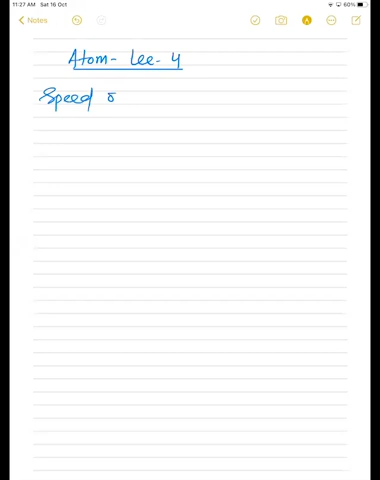 11:27 AM Sat 16 Oct
60%
Notes
Atom- Lec- 4
Speed o